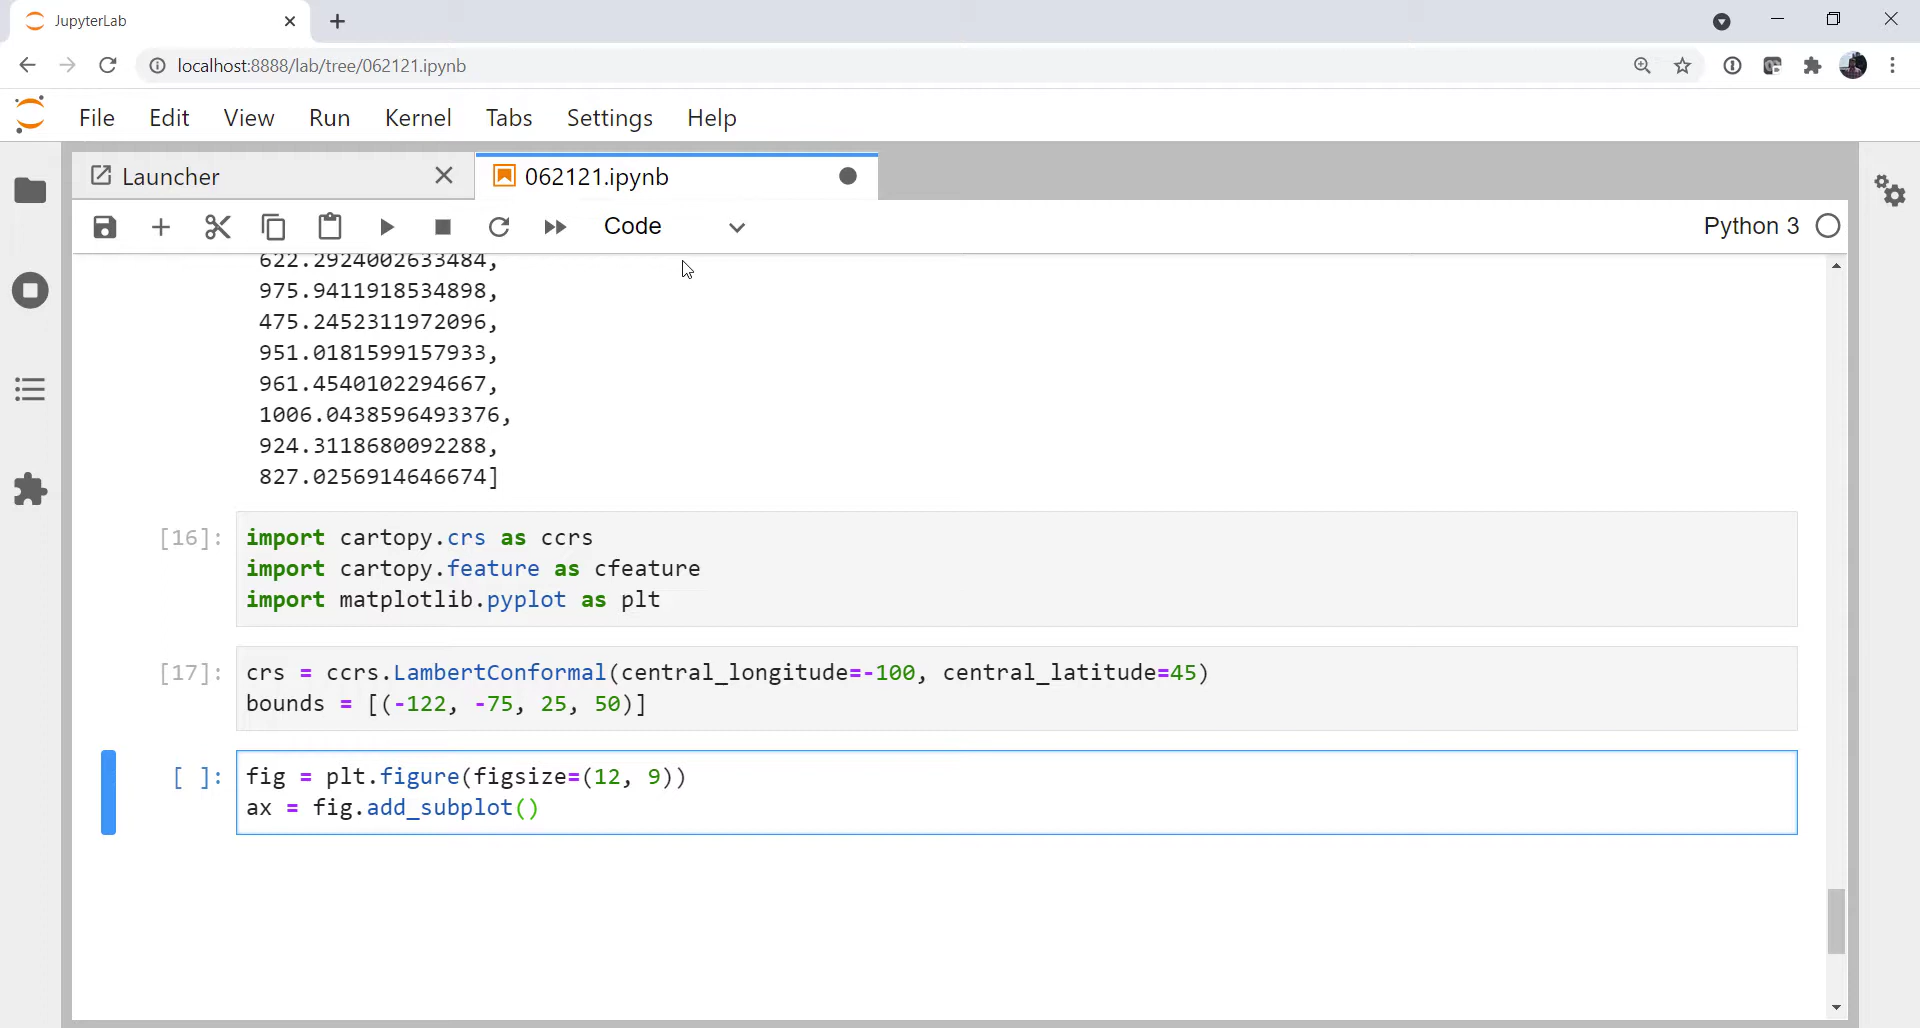 JupyterLab
localhost:8888/lab/tree/062121.ipynb
File Edit View Run Kernel Tabs Settings Help
Launcher 062121.ipynb
Code Python 3
622.2924002633484,
975.9411918534898,
475.2452311972096,
951.0181599157933,
961.4540102294667,
1006.0438596493376,
924.3118680092288,
827.0256914646674]
[16]: import cartopy.crs as ccrs
import cartopy.feature as cfeature
import matplotlib.pyplot as plt
[17]: crs = ccrs.LambertConformal(central_longitude=-100, central_latitude=45)
bounds = [(-122, -75, 25, 50)]
[ ]: fig = plt.figure(figsize=(12, 9))
ax = fig.add_subplot()